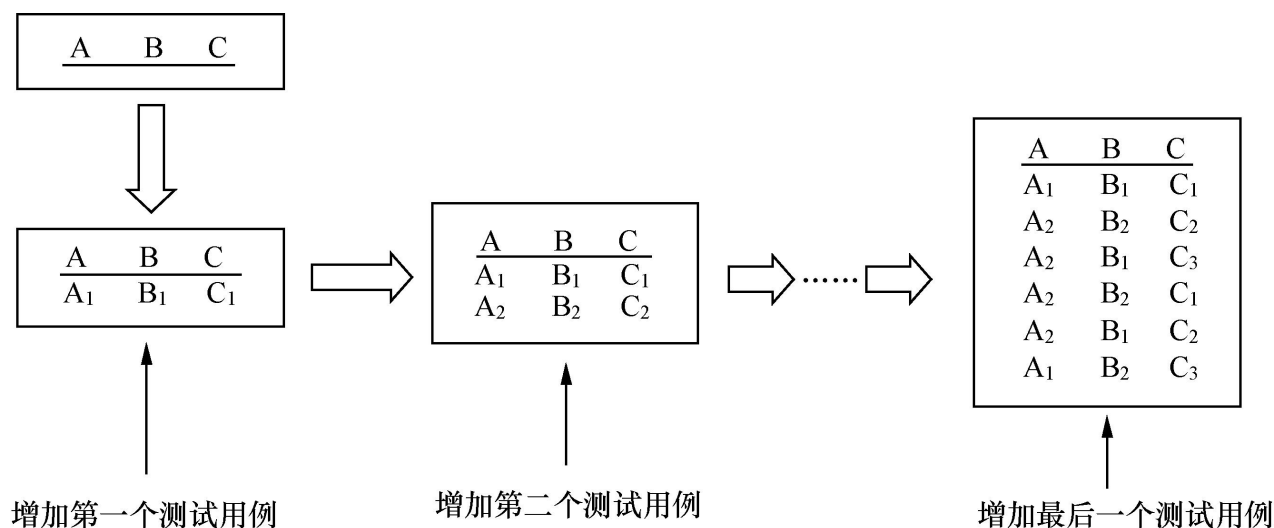 A B C
A B C
A₁ B₁ C₁
增加第一个测试用例
A B C
A₁ B₁ C₁
A₂ B₂ C₂
增加第二个测试用例
······
A B C
A₁ B₁ C₁
A₂ B₂ C₂
A₂ B₁ C₃
A₂ B₂ C₁
A₂ B₁ C₂
A₁ B₂ C₃
增加最后一个测试用例